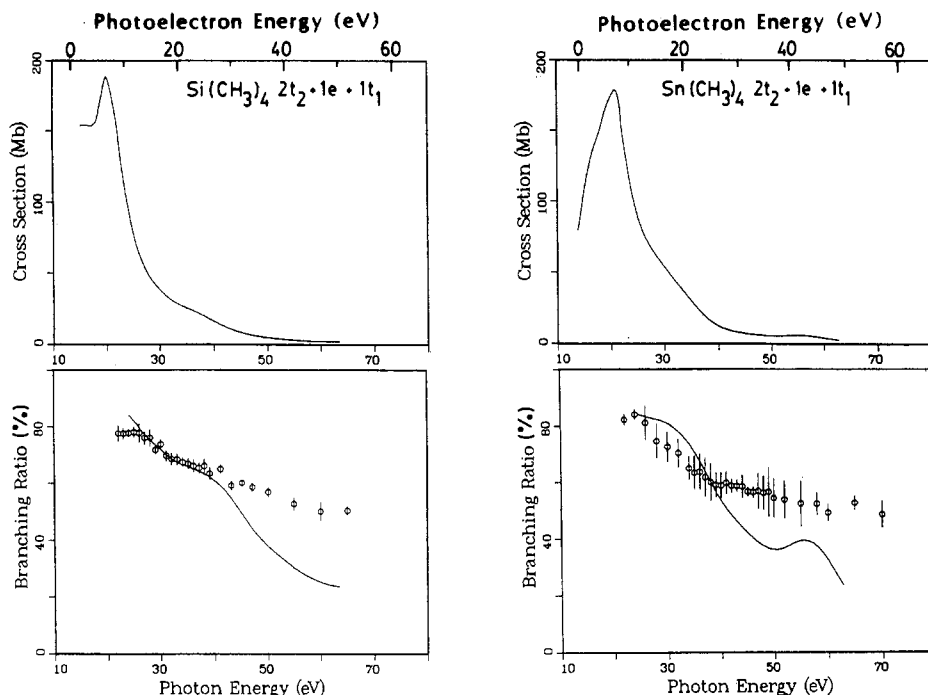 Photoelectron Energy (eV)
0 20 40 60
Si(CH₃)₄ 2t₂+1e+1t₁
Cross Section (Mb)
200
100
0
10 30 50 70
Branching Ratio (%)
80
40
0
10 30 50 70
Photon Energy (eV)
Photoelectron Energy (eV)
0 20 40 60
Sn(CH₃)₄ 2t₂+1e+1t₁
Cross Section (Mb)
200
100
0
10 30 50 70
Branching Ratio (%)
80
40
0
10 30 50 70
Photon Energy (eV)